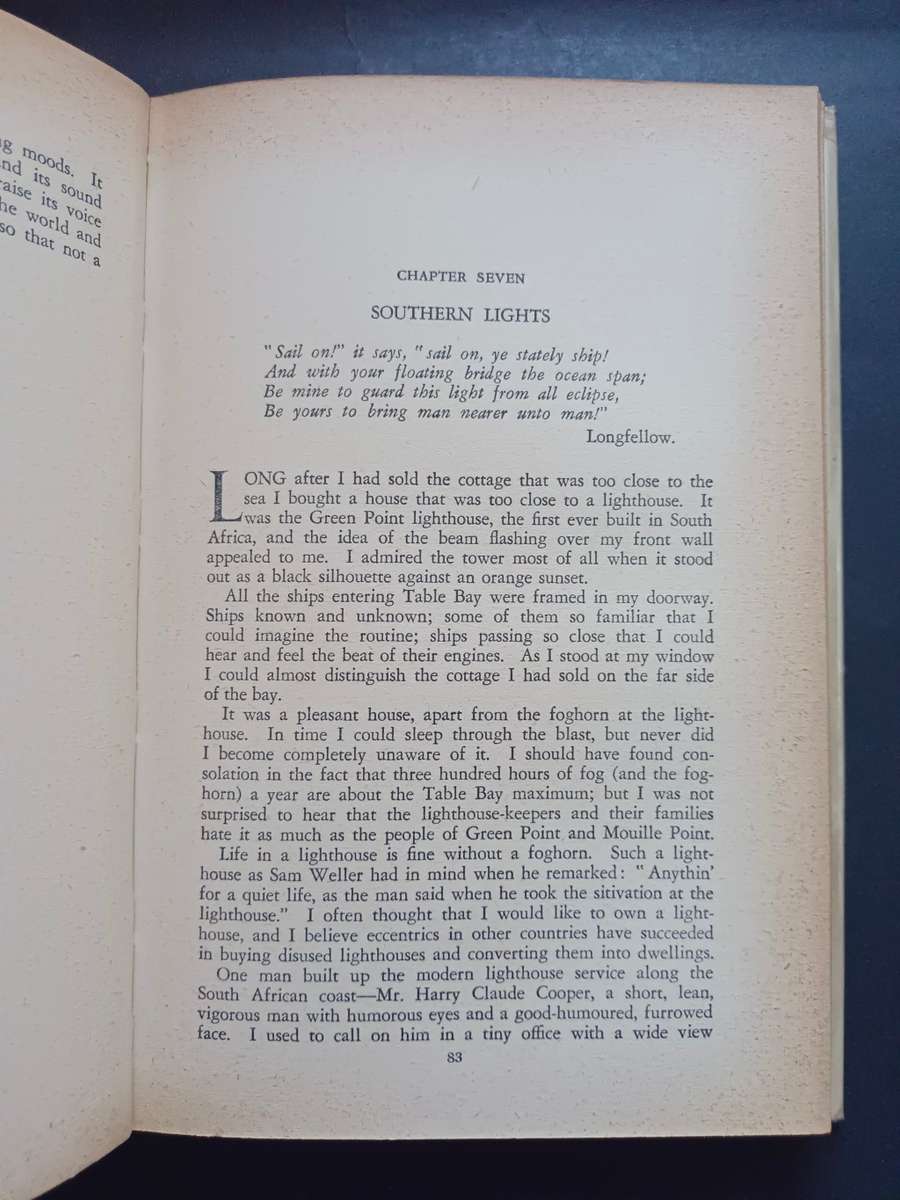 g moods. It
nd its sound
aise its voice
he world and
so that not a
CHAPTER SEVEN
SOUTHERN LIGHTS
"Sail on!" it says, "sail on, ye stately ship!
And with your floating bridge the ocean span;
Be mine to guard this light from all eclipse,
Be yours to bring man nearer unto man!"
Longfellow.
LONG after I had sold the cottage that was too close to the
sea I bought a house that was too close to a lighthouse. It
was the Green Point lighthouse, the first ever built in South
Africa, and the idea of the beam flashing over my front wall
appealed to me. I admired the tower most of all when it stood
out as a black silhouette against an orange sunset.
All the ships entering Table Bay were framed in my doorway.
Ships known and unknown; some of them so familiar that I
could imagine the routine; ships passing so close that I could
hear and feel the beat of their engines. As I stood at my window
I could almost distinguish the cottage I had sold on the far side
of the bay.
It was a pleasant house, apart from the foghorn at the light-
house. In time I could sleep through the blast, but never did
I become completely unaware of it. I should have found con-
solation in the fact that three hundred hours of fog (and the fog-
horn) a year are about the Table Bay maximum; but I was not
surprised to hear that the lighthouse-keepers and their families
hate it as much as the people of Green Point and Mouille Point.
Life in a lighthouse is fine without a foghorn. Such a light-
house as Sam Weller had in mind when he remarked: "Anythin'
for a quiet life, as the man said when he took the sitivation at the
lighthouse." I often thought that I would like to own a light-
house, and I believe eccentrics in other countries have succeeded
in buying disused lighthouses and converting them into dwellings.
One man built up the modern lighthouse service along the
South African coast—Mr. Harry Claude Cooper, a short, lean,
vigorous man with humorous eyes and a good-humoured, furrowed
face. I used to call on him in a tiny office with a wide view
83